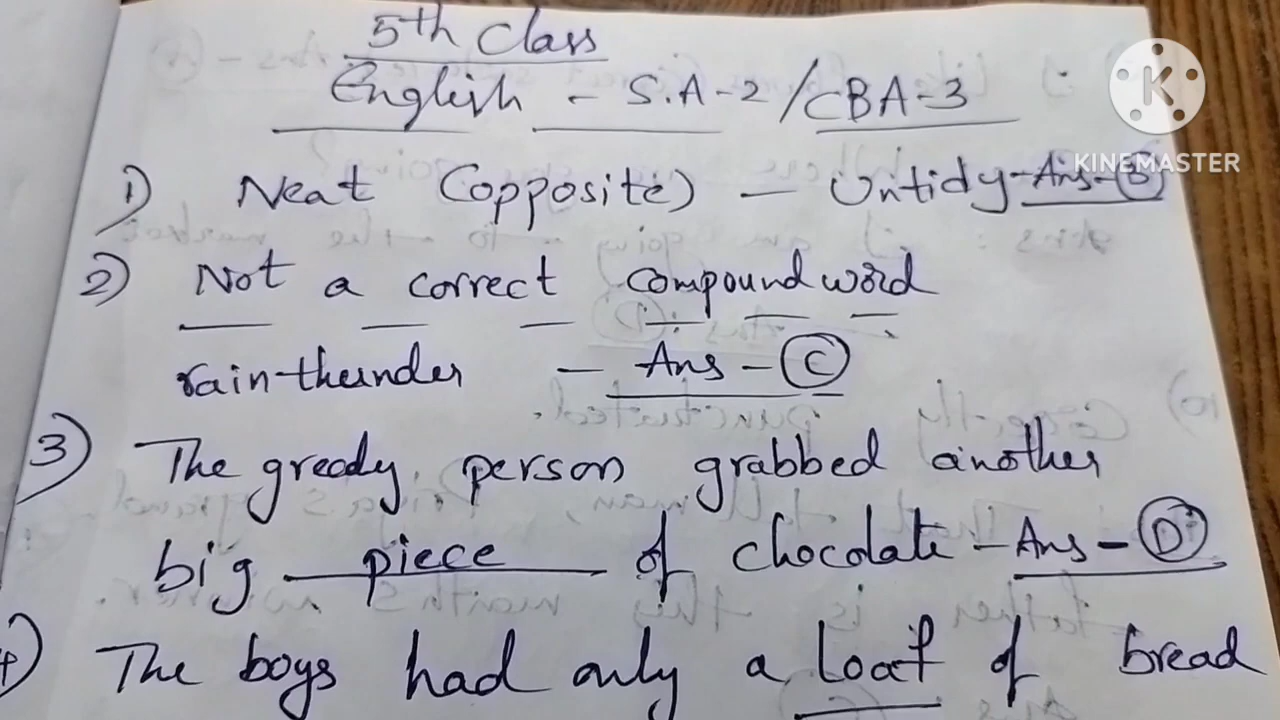 5th Class
English - S.A-2 / CBA-3
KINEMASTER
1) Neat (opposite) - Untidy - Ans - B
2) Not a correct compound word
rain-thunder - Ans - C
3) The greedy person grabbed another
big piece of chocolate - Ans - D
4) The boys had only a loaf of bread